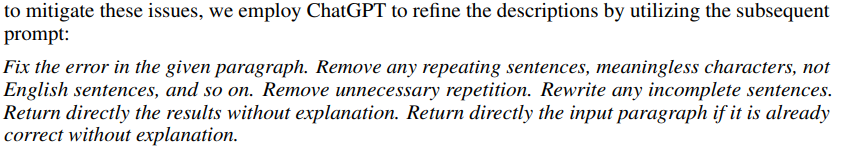 to mitigate these issues, we employ ChatGPT to refine the descriptions by utilizing the subsequent
prompt:
Fix the error in the given paragraph. Remove any repeating sentences, meaningless characters, not
English sentences, and so on. Remove unnecessary repetition. Rewrite any incomplete sentences.
Return directly the results without explanation. Return directly the input paragraph if it is already
correct without explanation.